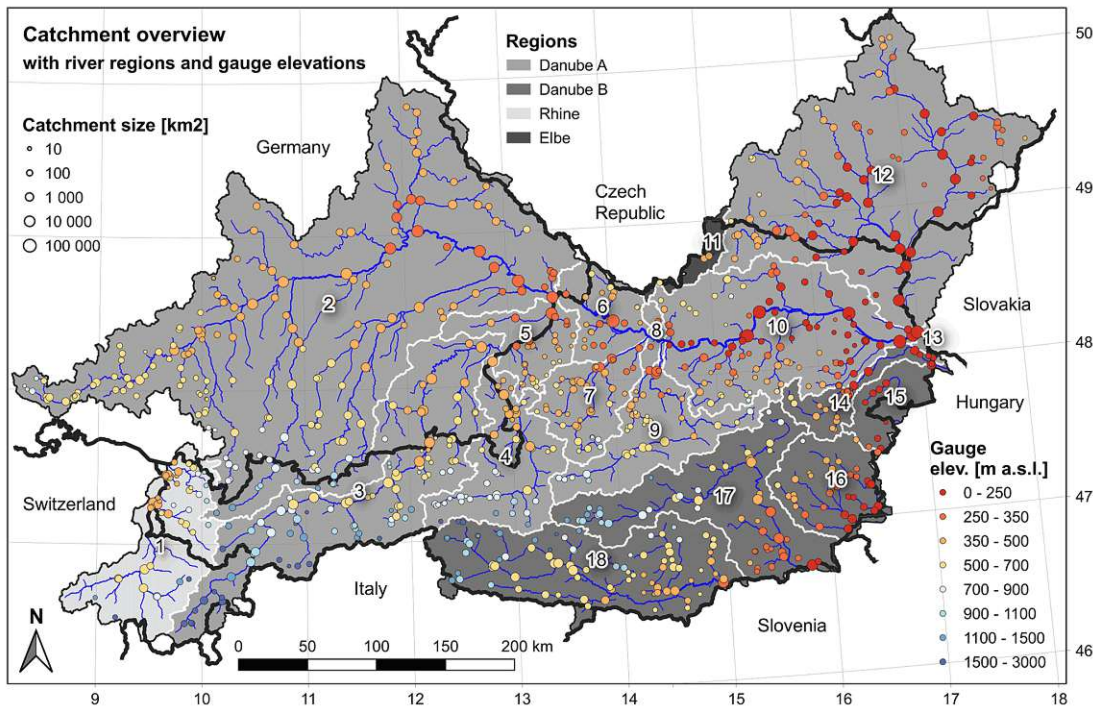 Catchment overview
with river regions and gauge elevations
Catchment size [km2]
10
100
1 000
10 000
100 000
Regions
Danube A
Danube B
Rhine
Elbe
Germany
Czech
Republic
Slovakia
Hungary
Slovenia
Italy
Switzerland
1
2
3
4
5
6
7
8
9
10
11
12
13
14
15
16
17
18
Gauge
elev. [m a.s.l.]
0 - 250
250 - 350
350 - 500
500 - 700
700 - 900
900 - 1100
1100 - 1500
1500 - 3000
N
0 50 100 150 200 km
50
49
48
47
46
9 10 11 12 13 14 15 16 17 18